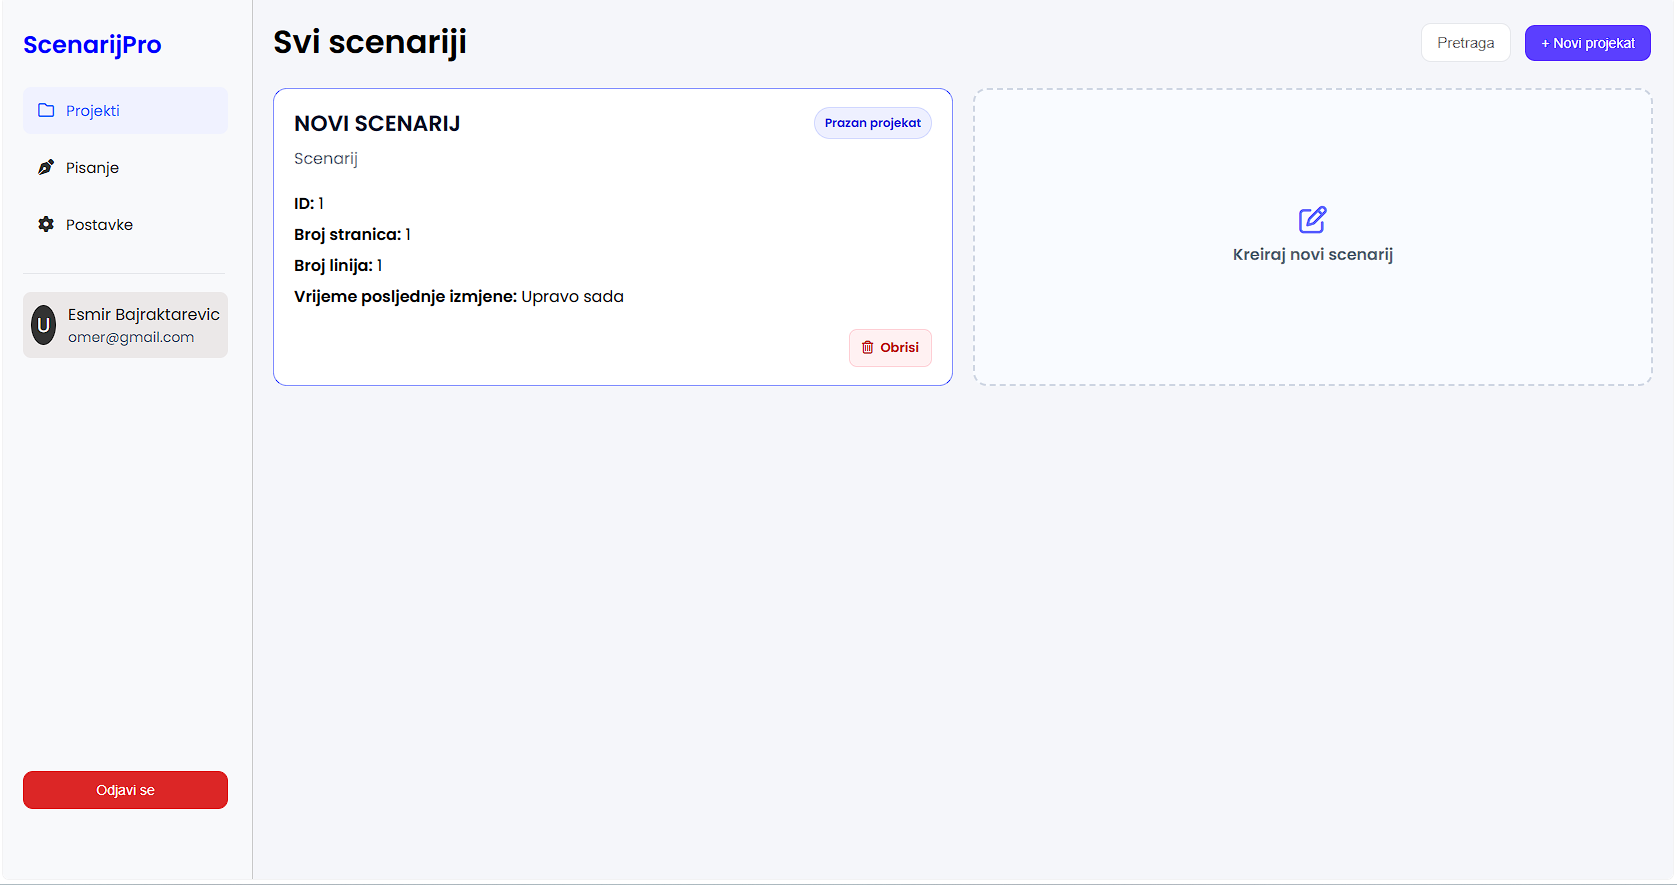 ScenarijPro
Projekti
Pisanje
Postavke
U
Esmir Bajraktarevic
omer@gmail.com
Odjavi se
Svi scenariji
Pretraga
+ Novi projekat
NOVI SCENARIJ
Prazan projekat
Scenarij
ID: 1
Broj stranica: 1
Broj linija: 1
Vrijeme posljednje izmjene: Upravo sada
Obrisi
Kreiraj novi scenarij